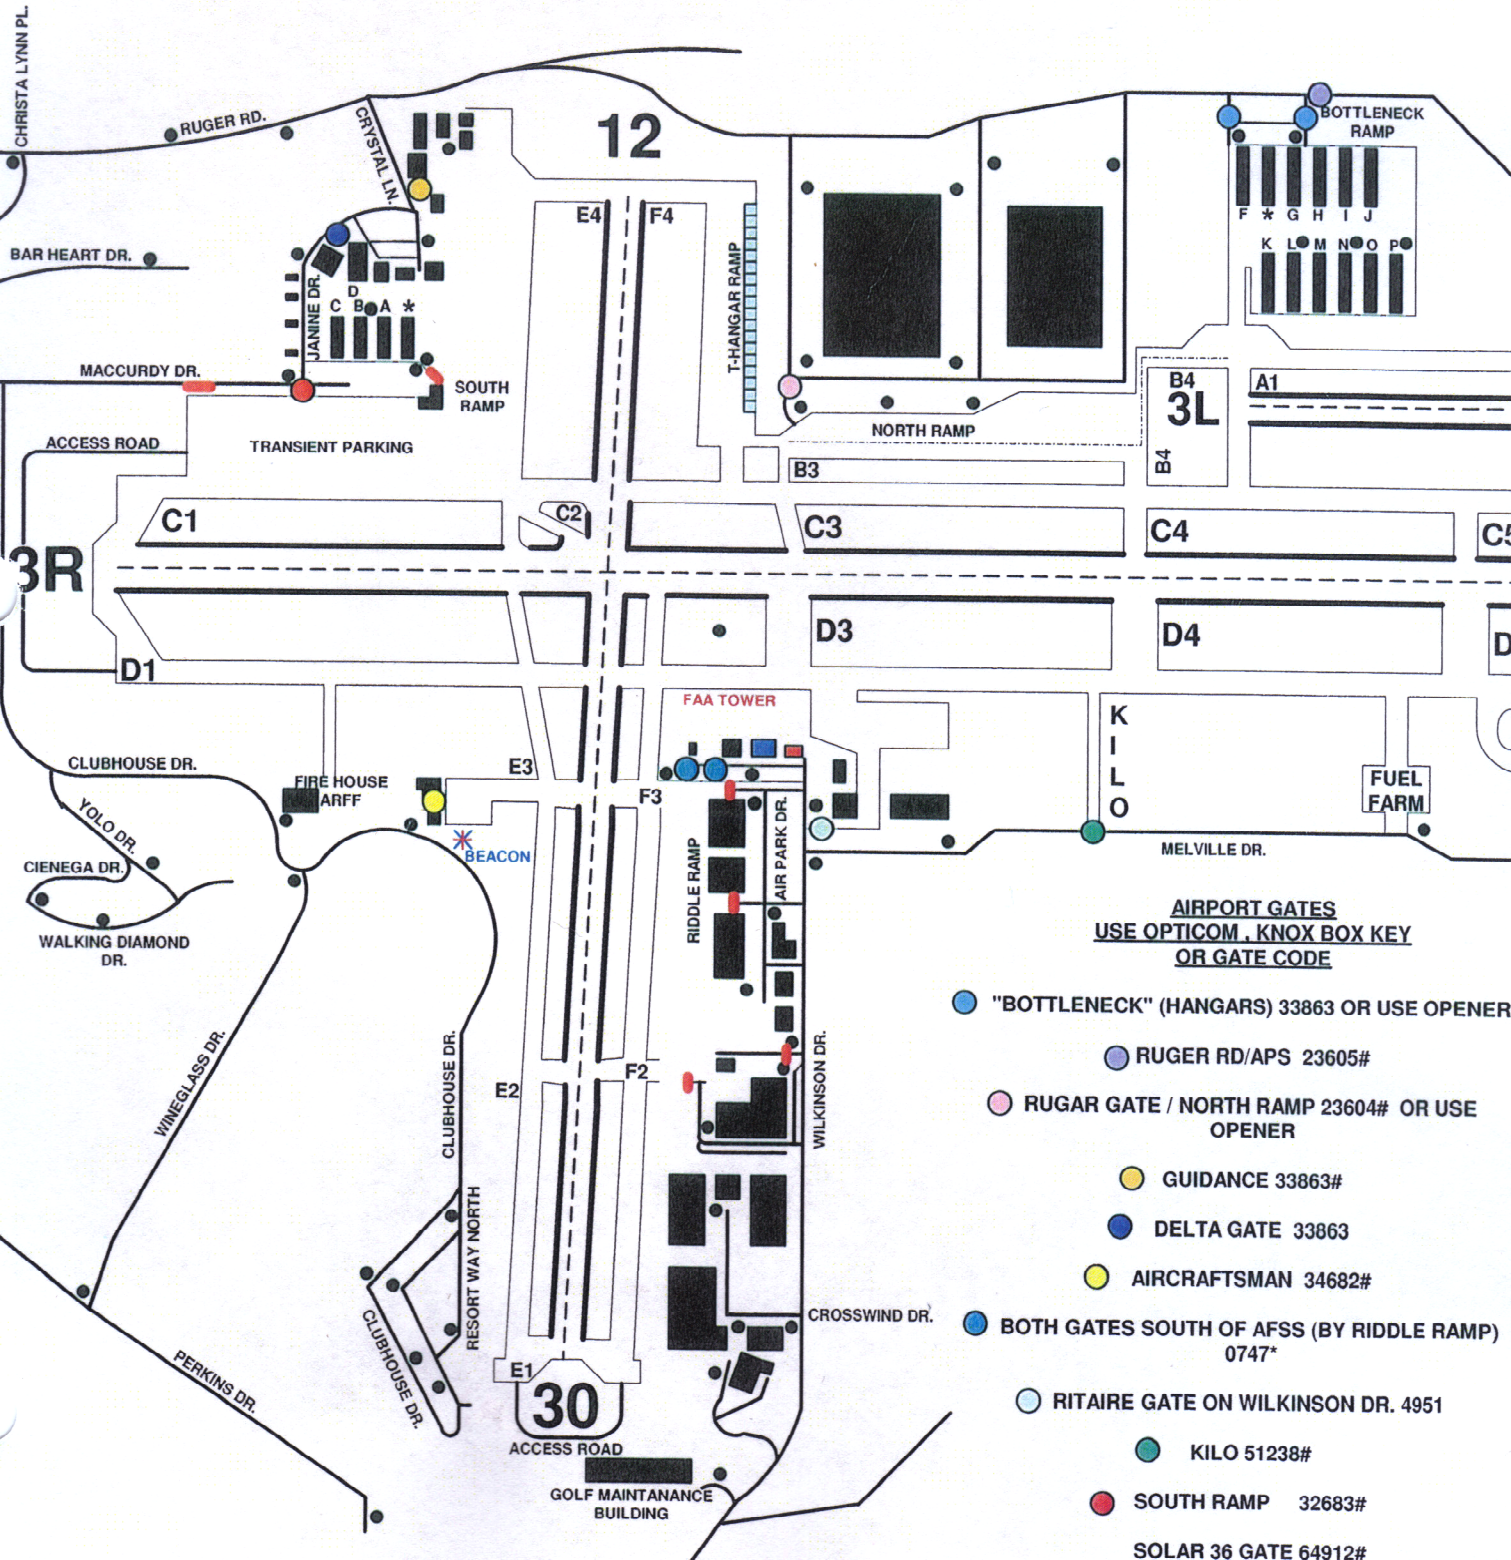 CHRISTA LYNN PL.
RUGER RD.
CRYSTAL LN.
12
BOTTLENECK
RAMP
E4
F4
F * G H I J
K L M N O P
BAR HEART DR.
JANINE DR.
D
C B A *
T-HANGAR RAMP
MACCURDY DR.
SOUTH
RAMP
B4
3L
A1
NORTH RAMP
ACCESS ROAD
TRANSIENT PARKING
B3
B4
C1
C2
C3
C4
C5
3R
D1
D3
D4
D
FAA TOWER
KILO
CLUBHOUSE DR.
FIRE HOUSE
ARFF
E3
F3
FUEL
FARM
YOLO DR.
BEACON
RIDDLE RAMP
AIR PARK DR.
MELVILLE DR.
CIENEGA DR.
WALKING DIAMOND
DR.
WINEGLASS DR.
CLUBHOUSE DR.
E2
F2
WILKINSON DR.
RESORT WAY NORTH
CLUBHOUSE DR.
PERKINS DR.
CROSSWIND DR.
E1
30
ACCESS ROAD
GOLF MAINTANANCE
BUILDING
AIRPORT GATES
USE OPTICOM , KNOX BOX KEY
OR GATE CODE
"BOTTLENECK" (HANGARS) 33863 OR USE OPENER
RUGER RD/APS 23605#
RUGAR GATE / NORTH RAMP 23604# OR USE
OPENER
GUIDANCE 33863#
DELTA GATE 33863
AIRCRAFTSMAN 34682#
BOTH GATES SOUTH OF AFSS (BY RIDDLE RAMP)
0747*
RITAIRE GATE ON WILKINSON DR. 4951
KILO 51238#
SOUTH RAMP 32683#
SOLAR 36 GATE 64912#